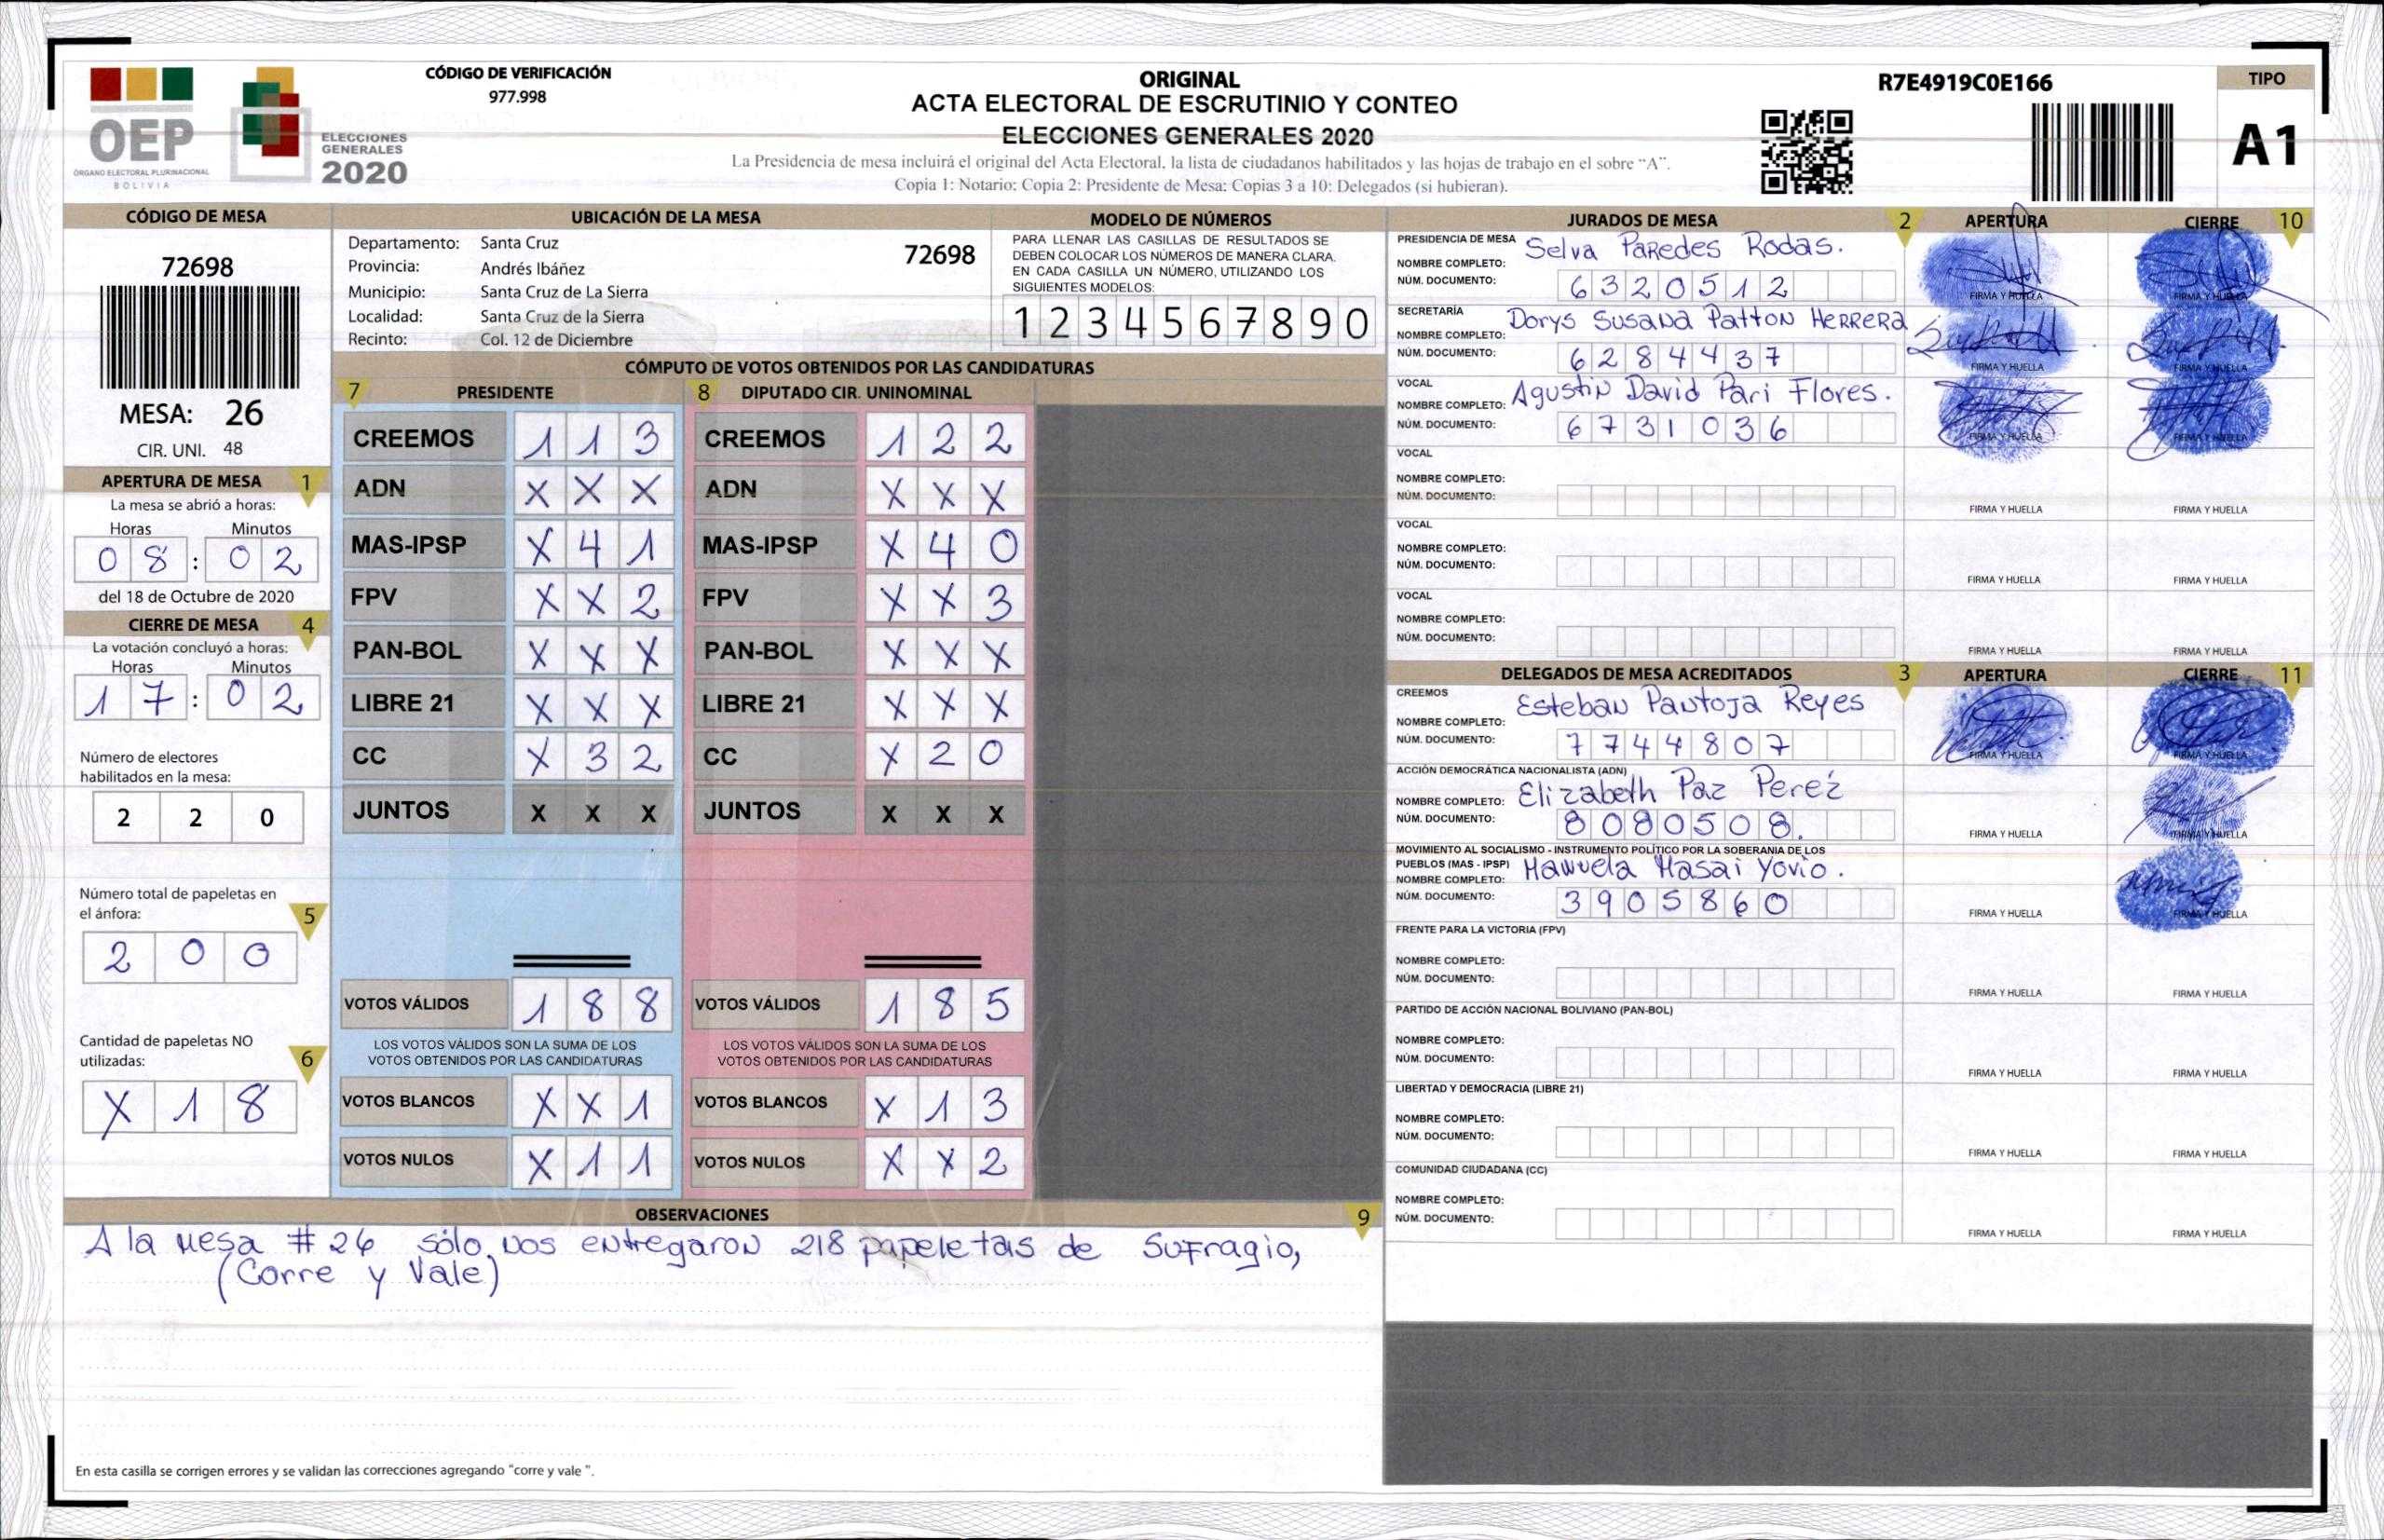 OEP
ÓRGANO ELECTORAL PLURINACIONAL
BOLIVIA
ELECCIONES
GENERALES
2020
CÓDIGO DE VERIFICACIÓN
977.998
ORIGINAL
ACTA ELECTORAL DE ESCRUTINIO Y CONTEO
ELECCIONES GENERALES 2020
La Presidencia de mesa incluirá el original del Acta Electoral, la lista de ciudadanos habilitados y las hojas de trabajo en el sobre "A".
Copia 1: Notario: Copia 2: Presidente de Mesa: Copias 3 a 10: Delegados (si hubieran).
R7E4919C0E166
TIPO
A1
CÓDIGO DE MESA
72698
MESA: 26
CIR. UNI. 48
APERTURA DE MESA 1
La mesa se abrió a horas:
Horas Minutos
0 8 : 0 2
del 18 de Octubre de 2020
CIERRE DE MESA 4
La votación concluyó a horas:
Horas Minutos
1 7 : 0 2
Número de electores
habilitados en la mesa:
2 2 0
Número total de papeletas en
el ánfora: 5
2 0 0
Cantidad de papeletas NO
utilizadas: 6
X 1 8
UBICACIÓN DE LA MESA
Departamento: Santa Cruz
72698
Provincia: Andrés Ibáñez
Municipio: Santa Cruz de La Sierra
Localidad: Santa Cruz de la Sierra
Recinto: Col. 12 de Diciembre
MODELO DE NÚMEROS
PARA LLENAR LAS CASILLAS DE RESULTADOS SE
DEBEN COLOCAR LOS NÚMEROS DE MANERA CLARA.
EN CADA CASILLA UN NÚMERO, UTILIZANDO LOS
SIGUIENTES MODELOS:
1 2 3 4 5 6 7 8 9 0
CÓMPUTO DE VOTOS OBTENIDOS POR LAS CANDIDATURAS
7 PRESIDENTE
CREEMOS 1 1 3
ADN X X X
MAS-IPSP X 4 1
FPV X X 2
PAN-BOL X X X
LIBRE 21 X X X
CC X 3 2
JUNTOS X X X
VOTOS VÁLIDOS 1 8 8
LOS VOTOS VÁLIDOS SON LA SUMA DE LOS
VOTOS OBTENIDOS POR LAS CANDIDATURAS
VOTOS BLANCOS X X 1
VOTOS NULOS X 1 1
8 DIPUTADO CIR. UNINOMINAL
CREEMOS 1 2 2
ADN X X X
MAS-IPSP X 4 0
FPV X X 3
PAN-BOL X X X
LIBRE 21 X X X
CC X 2 0
JUNTOS X X X
VOTOS VÁLIDOS 1 8 5
LOS VOTOS VÁLIDOS SON LA SUMA DE LOS
VOTOS OBTENIDOS POR LAS CANDIDATURAS
VOTOS BLANCOS X 1 3
VOTOS NULOS X X 2
OBSERVACIONES 9
A la Mesa # 26 sólo nos entregaron 218 papeletas de Sufragio,
(Corre y Vale)
En esta casilla se corrigen errores y se validan las correcciones agregando "corre y vale ".
JURADOS DE MESA 2 APERTURA CIERRE 10
PRESIDENCIA DE MESA
NOMBRE COMPLETO: Selva Paredes Rodas.
NÚM. DOCUMENTO: 6 3 2 0 5 1 2
FIRMA Y HUELLA FIRMA Y HUELLA
SECRETARÍA
NOMBRE COMPLETO: Dorys Susana Patton Herrera
NÚM. DOCUMENTO: 6 2 8 4 4 3 7
FIRMA Y HUELLA FIRMA Y HUELLA
VOCAL
NOMBRE COMPLETO: Agustin David Pari Flores.
NÚM. DOCUMENTO: 6 7 3 1 0 3 6
FIRMA Y HUELLA FIRMA Y HUELLA
VOCAL
NOMBRE COMPLETO:
NÚM. DOCUMENTO:
FIRMA Y HUELLA FIRMA Y HUELLA
VOCAL
NOMBRE COMPLETO:
NÚM. DOCUMENTO:
FIRMA Y HUELLA FIRMA Y HUELLA
VOCAL
NOMBRE COMPLETO:
NÚM. DOCUMENTO:
FIRMA Y HUELLA FIRMA Y HUELLA
DELEGADOS DE MESA ACREDITADOS 3 APERTURA CIERRE 11
CREEMOS
NOMBRE COMPLETO: Esteban Pantoja Reyes
NÚM. DOCUMENTO: 7 7 4 4 8 0 7
FIRMA Y HUELLA FIRMA Y HUELLA
ACCIÓN DEMOCRÁTICA NACIONALISTA (ADN)
NOMBRE COMPLETO: Elizabeth Paz Pereź
NÚM. DOCUMENTO: 8 0 8 0 5 0 8.
FIRMA Y HUELLA FIRMA Y HUELLA
MOVIMIENTO AL SOCIALISMO - INSTRUMENTO POLÍTICO POR LA SOBERANIA DE LOS
PUEBLOS (MAS - IPSP)
NOMBRE COMPLETO: Manuela Masai Yovio.
NÚM. DOCUMENTO: 3 9 0 5 8 6 0
FIRMA Y HUELLA FIRMA Y HUELLA
FRENTE PARA LA VICTORIA (FPV)
NOMBRE COMPLETO:
NÚM. DOCUMENTO:
FIRMA Y HUELLA FIRMA Y HUELLA
PARTIDO DE ACCIÓN NACIONAL BOLIVIANO (PAN-BOL)
NOMBRE COMPLETO:
NÚM. DOCUMENTO:
FIRMA Y HUELLA FIRMA Y HUELLA
LIBERTAD Y DEMOCRACIA (LIBRE 21)
NOMBRE COMPLETO:
NÚM. DOCUMENTO:
FIRMA Y HUELLA FIRMA Y HUELLA
COMUNIDAD CIUDADANA (CC)
NOMBRE COMPLETO:
NÚM. DOCUMENTO:
FIRMA Y HUELLA FIRMA Y HUELLA